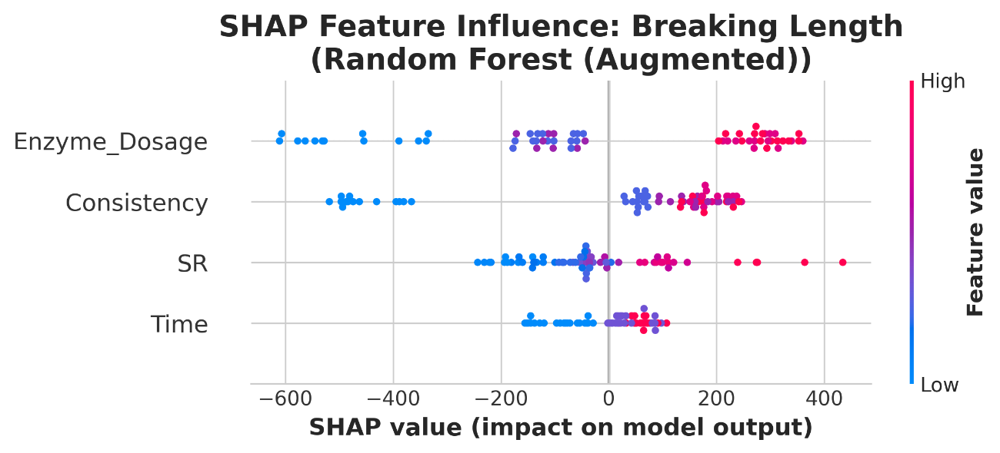 SHAP Feature Influence: Breaking Length
(Random Forest (Augmented))
High
Enzyme_Dosage
Consistency
SR
Time
Feature value
Low
−600 −400 −200 0 200 400
SHAP value (impact on model output)